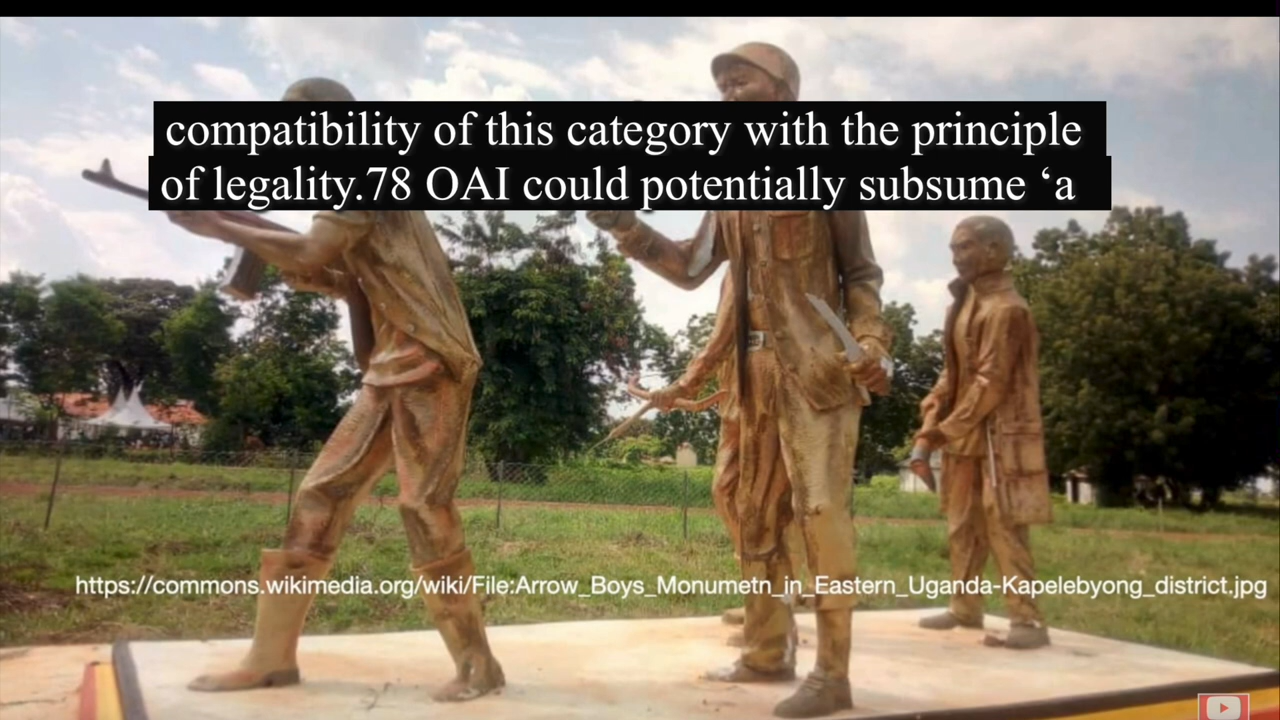 compatibility of this category with the principle
of legality.78 OAI could potentially subsume ‘a
https://commons.wikimedia.org/wiki/File:Arrow_Boys_Monumetn_in_Eastern_Uganda-Kapelebyong_district.jpg